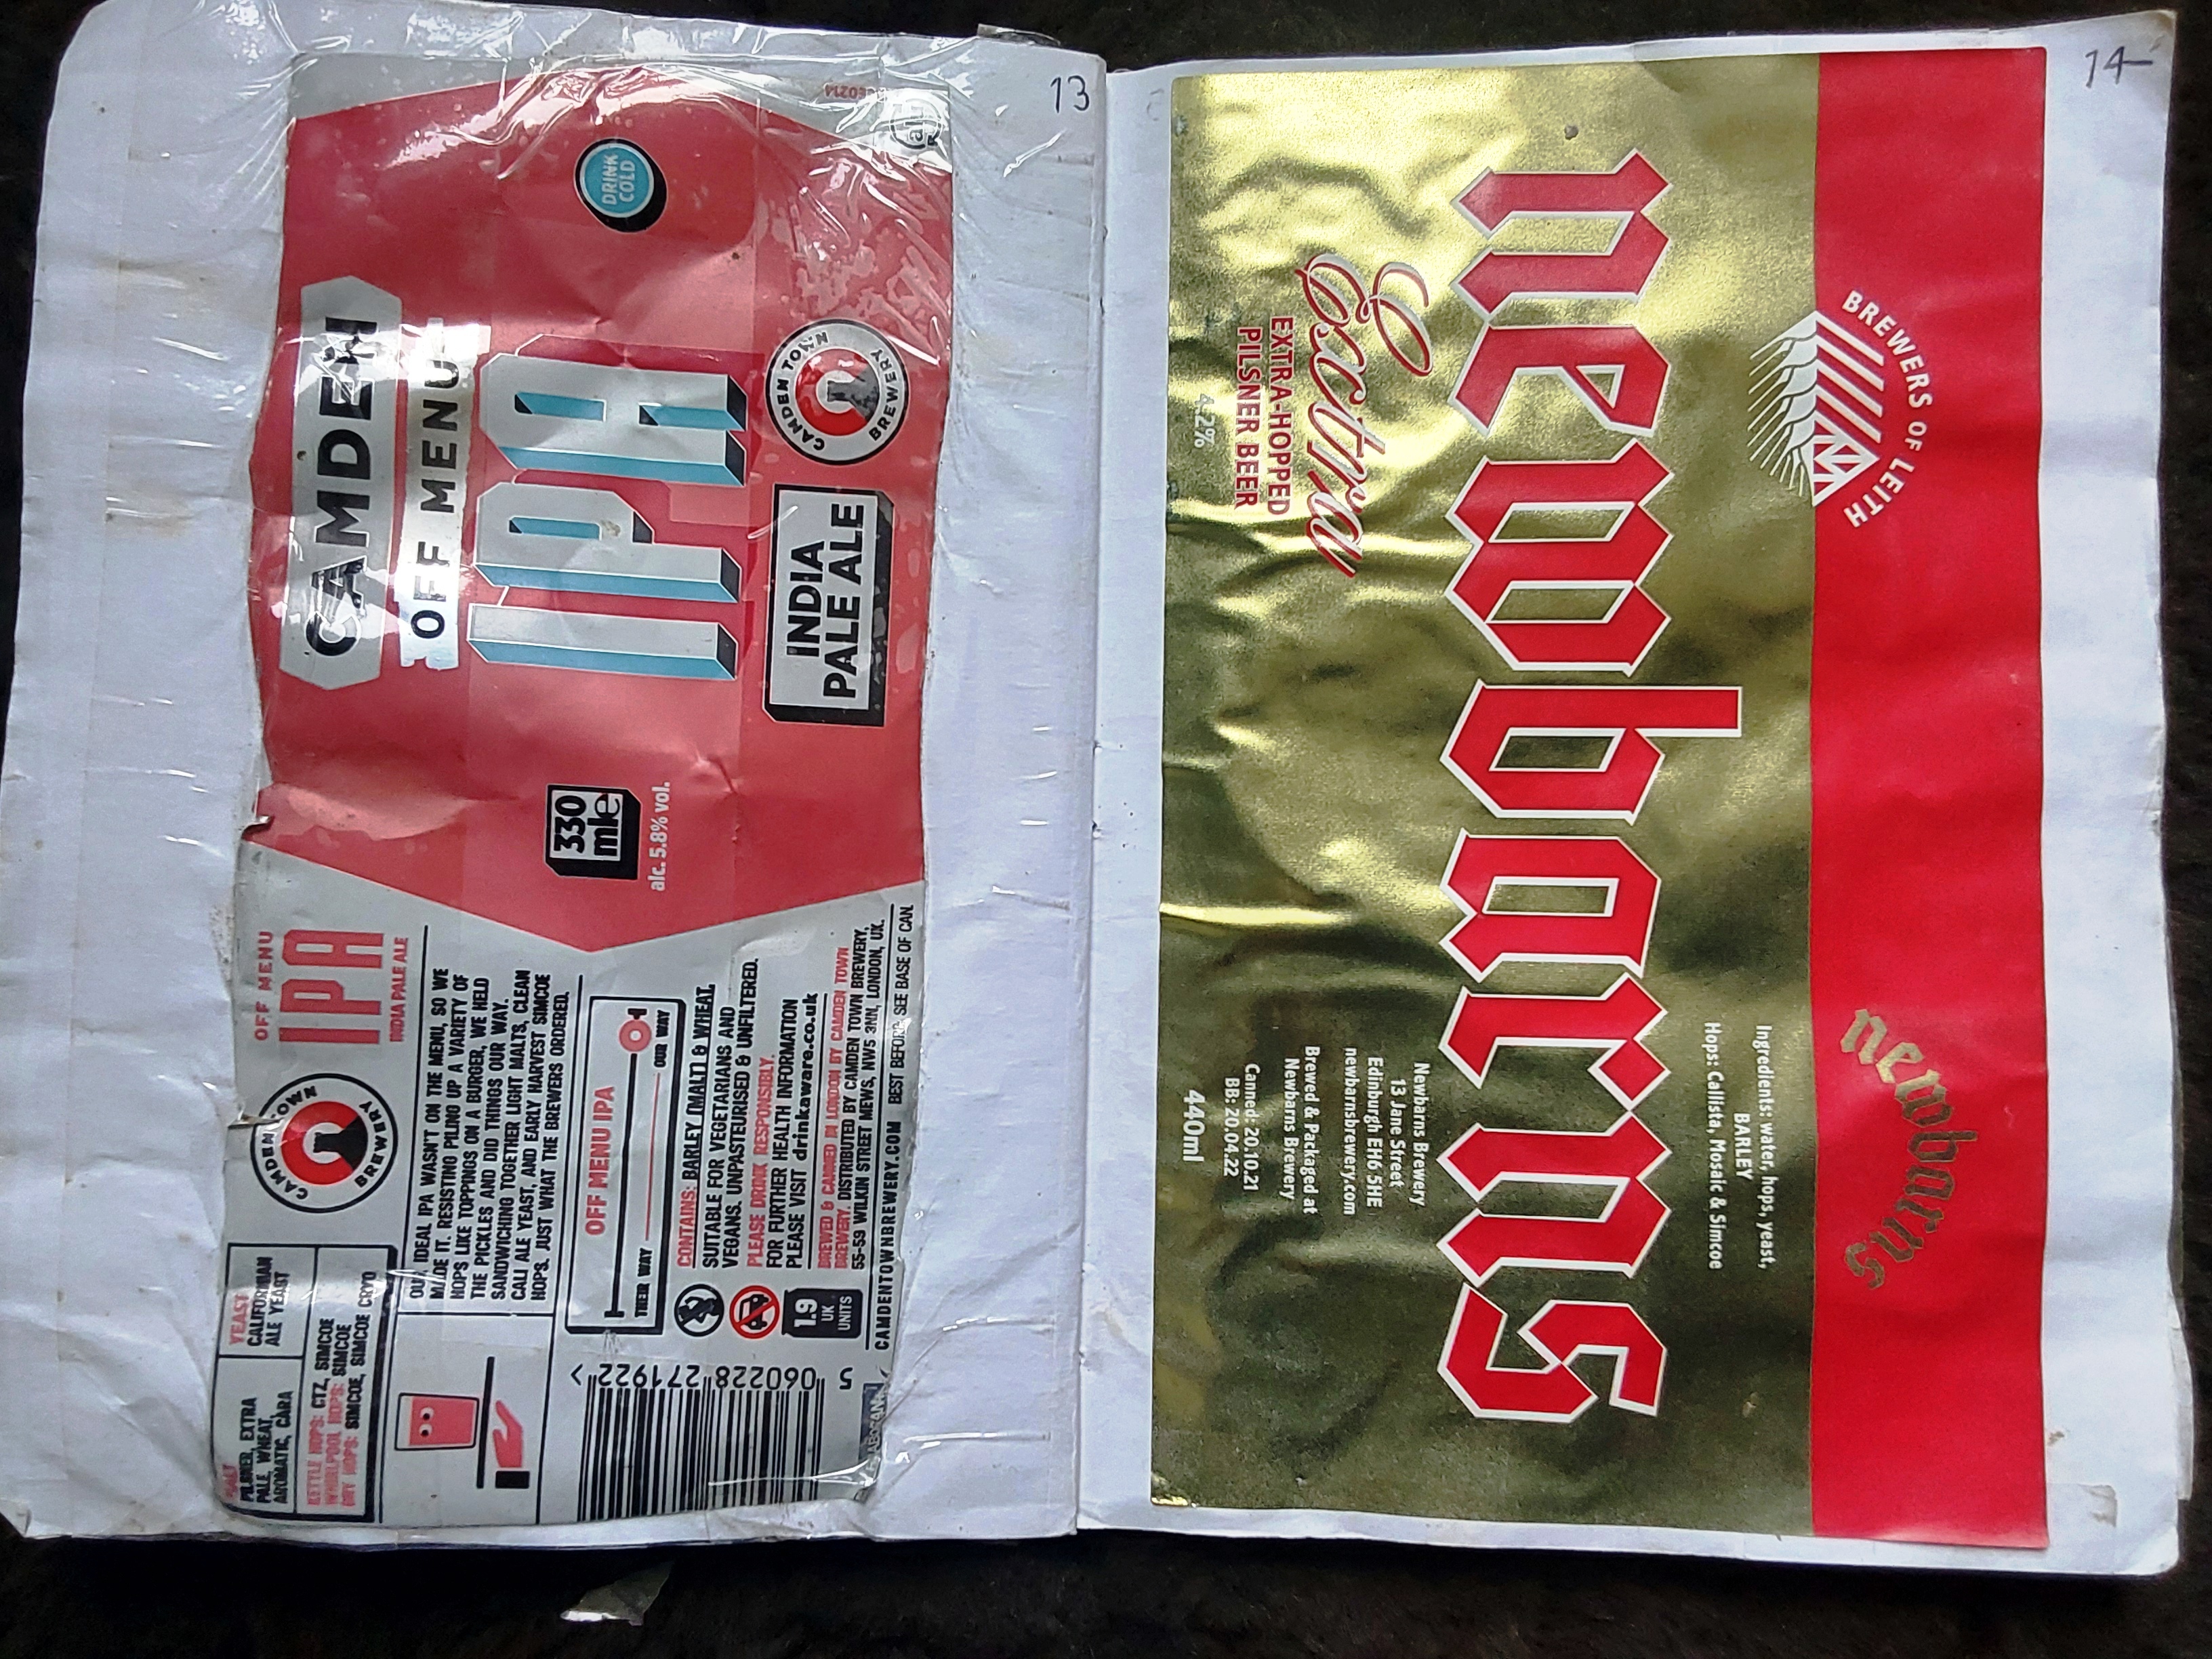 13
DRINK
COLD
CAMDEN
OFF MENU
IPA
CAMDEN TOWN
BREWERY
INDIA
PALE ALE
330
mle
alc. 5.8% vol.
OFF MENU
IPA
INDIA PALE ALE
CAMDEN TOWN
BREWERY
MALT
PILSNER, EXTRA
PALE, WHEAT,
AROMATIC, CARA
YEAST
CALIFORNIAN
ALE YEAST
KETTLE HOPS: CTZ, SIMCOE
WHIRLPOOL HOPS: SIMCOE
DRY HOPS: SIMCOE, SIMCOE CRYO
OUR IDEAL IPA WASN'T ON THE MENU, SO WE
MADE IT. RESISTING PILING UP A VARIETY OF
HOPS LIKE TOPPINGS ON A BURGER, WE HELD
THE PICKLES AND DID THINGS OUR WAY.
SANDWICHING TOGETHER LIGHT MALTS, CLEAN
CALI ALE YEAST, AND EARLY HARVEST SIMCOE
HOPS. JUST WHAT THE BREWERS ORDERED.
OFF MENU IPA
THEIR WAY
OUR WAY
CONTAINS: BARLEY (MALT) & WHEAT.
SUITABLE FOR VEGETARIANS AND
VEGANS. UNPASTEURISED & UNFILTERED.
PLEASE DRINK RESPONSIBLY.
FOR FURTHER HEALTH INFORMATION
PLEASE VISIT drinkaware.co.uk
BREWED & CANNED IN LONDON BY CAMDEN TOWN
BREWERY. DISTRIBUTED BY CAMDEN TOWN BREWERY,
55-59 WILKIN STREET MEWS, NW5 3NN, LONDON, UK.
CAMDENTOWNBREWERY.COM BEST BEFORE: SEE BASE OF CAN.
1.9
UK
UNITS
5 060228 271922 >
14
BREWERS OF LEITH
newbarns
newbarns
Extra
EXTRA-HOPPED
PILSNER BEER
4.2%
Ingredients: water, hops, yeast,
BARLEY
Hops: Callista, Mosaic & Simcoe
Newbarns Brewery
13 Jane Street
Edinburgh EH6 5HE
newbarnsbrewery.com
Brewed & Packaged at
Newbarns Brewery
Canned: 20.10.21
BB: 20.04.22
440ml